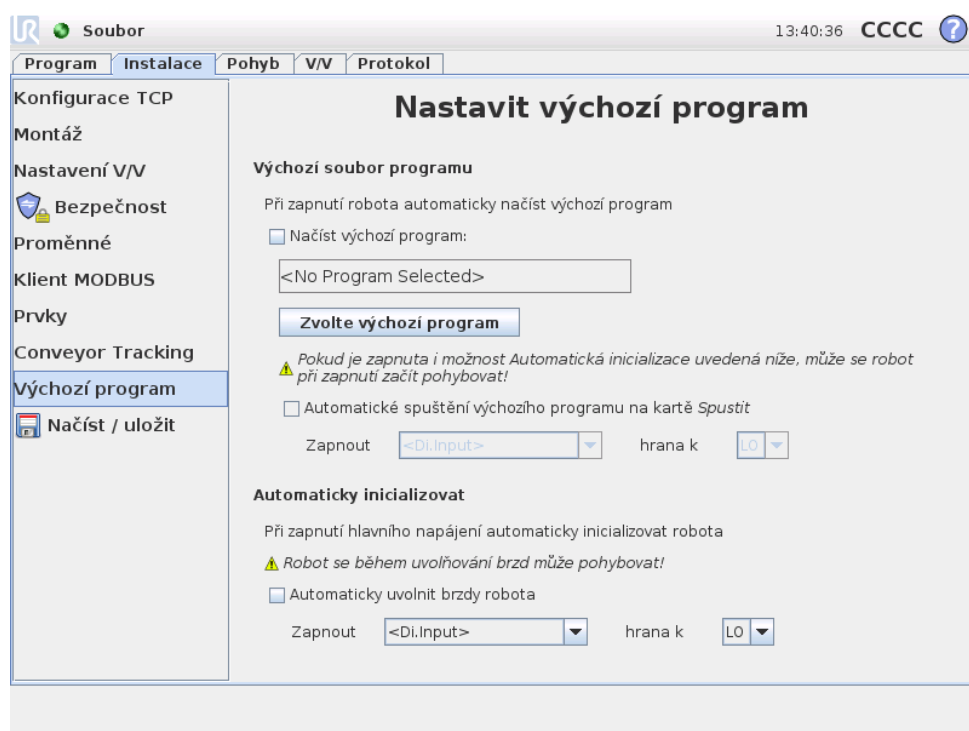 UR Soubor 13:40:36 CCCC ?
Program Instalace Pohyb V/V Protokol
Konfigurace TCP
Montáž
Nastavení V/V
Bezpečnost
Proměnné
Klient MODBUS
Prvky
Conveyor Tracking
Výchozí program
Načíst / uložit
Nastavit výchozí program
Výchozí soubor programu
Při zapnutí robota automaticky načíst výchozí program
Načíst výchozí program:
<No Program Selected>
Zvolte výchozí program
Pokud je zapnuta i možnost Automatická inicializace uvedená níže, může se robot
při zapnutí začít pohybovat!
Automatické spuštění výchozího programu na kartě Spustit
Zapnout <Di.Input> hrana k LO
Automaticky inicializovat
Při zapnutí hlavního napájení automaticky inicializovat robota
Robot se během uvolňování brzd může pohybovat!
Automaticky uvolnit brzdy robota
Zapnout <Di.Input> hrana k LO